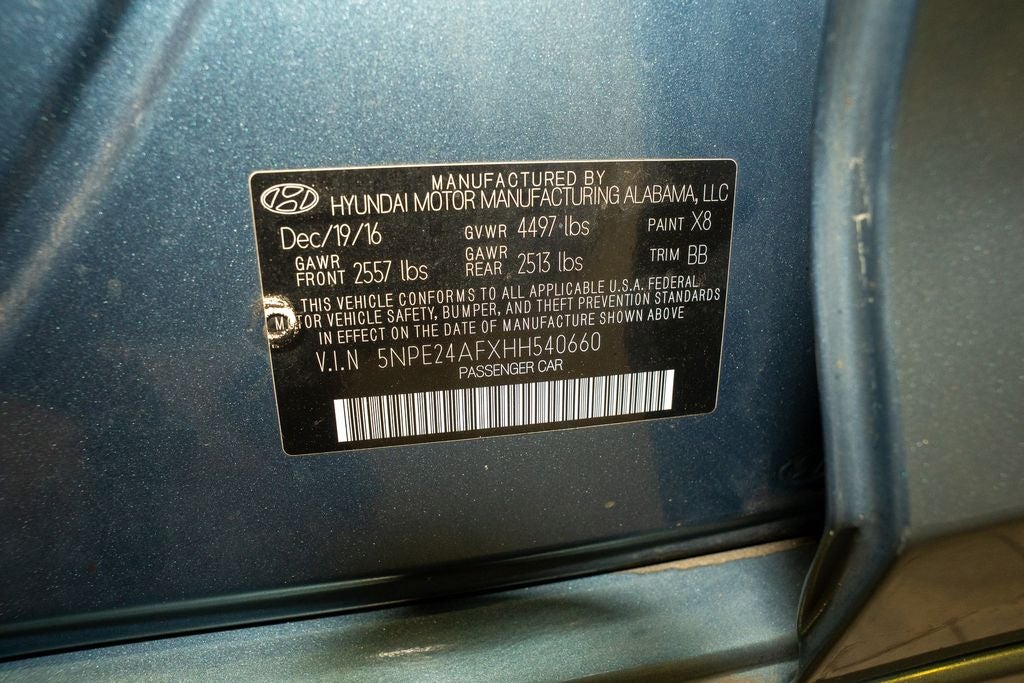 MANUFACTURED BY
HYUNDAI MOTOR MANUFACTURING ALABAMA, LLC
Dec/19/16 GVWR 4497 lbs PAINT X8
GAWR FRONT 2557 lbs GAWR REAR 2513 lbs TRIM BB
THIS VEHICLE CONFORMS TO ALL APPLICABLE U.S.A. FEDERAL
MOTOR VEHICLE SAFETY, BUMPER, AND THEFT PREVENTION STANDARDS
IN EFFECT ON THE DATE OF MANUFACTURE SHOWN ABOVE
V.I.N 5NPE24AFXHH540660
PASSENGER CAR